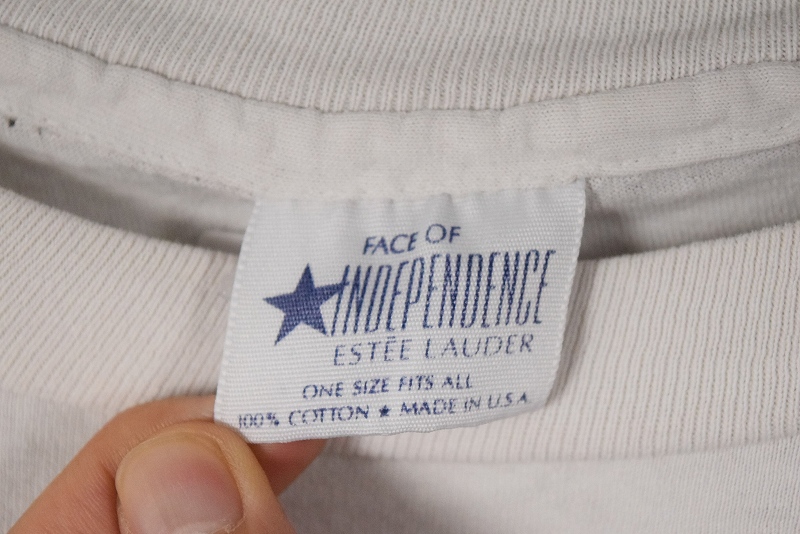 FACE OF
INDEPENDENCE
ESTĒE LAUDER
ONE SIZE FITS ALL
100% COTTON ★ MADE IN U.S.A.